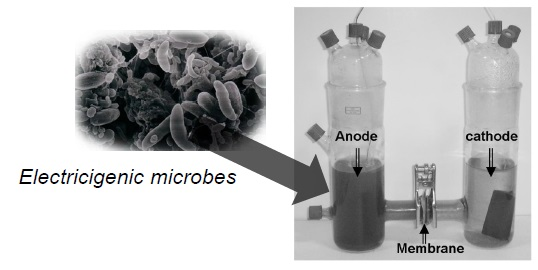 Anode
cathode
Electricigenic microbes
Membrane